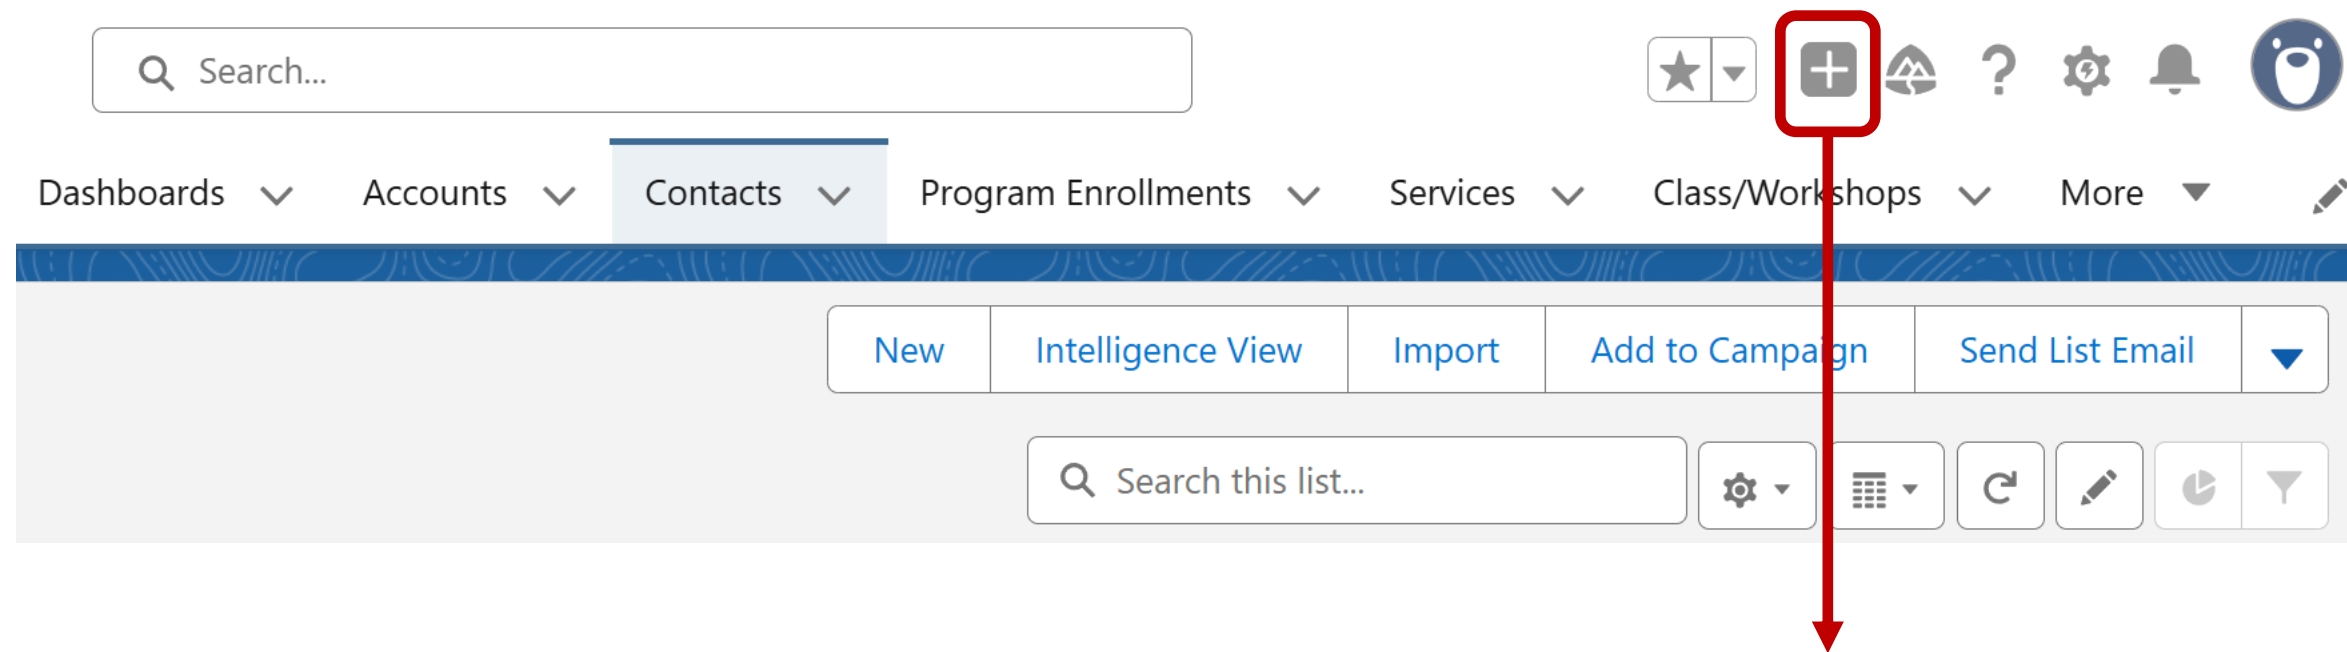 Search...
Dashboards Accounts Contacts Program Enrollments Services Class/Workshops More
New Intelligence View Import Add to Campaign Send List Email
Search this list...